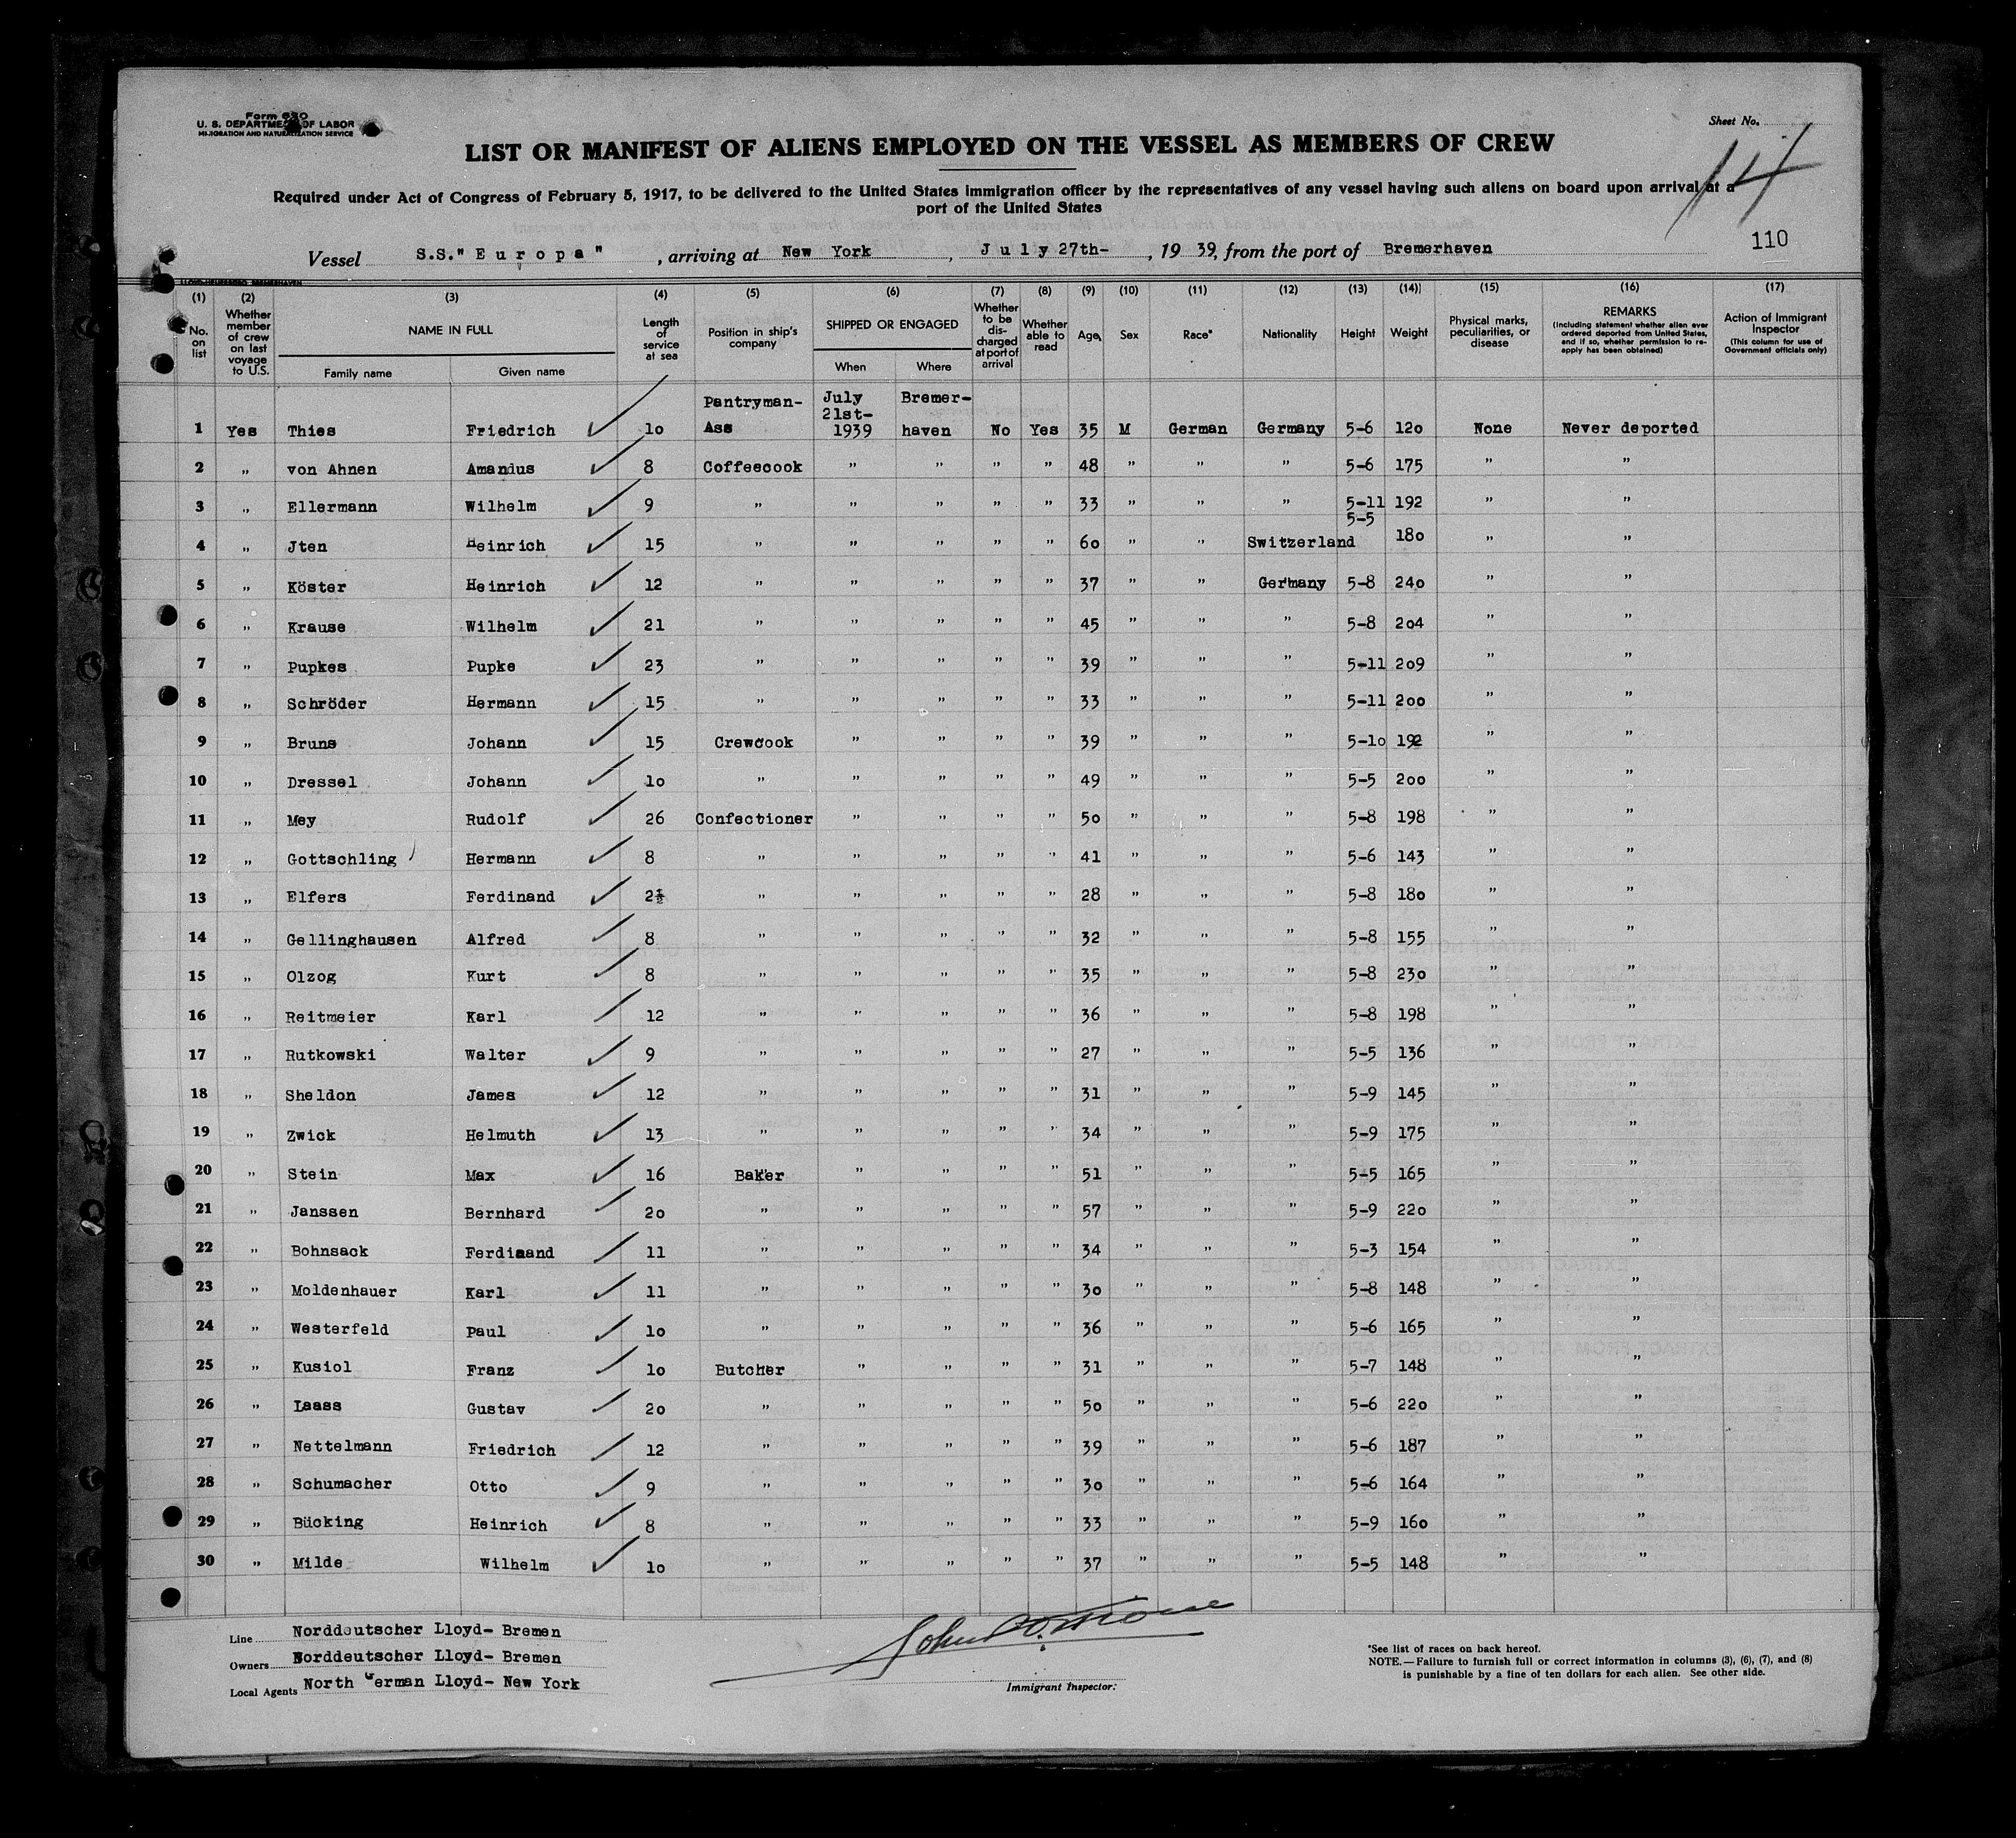 Form 630
U. S. DEPARTMENT OF LABOR
IMMIGRATION AND NATURALIZATION SERVICE
Sheet No.
14
LIST OR MANIFEST OF ALIENS EMPLOYED ON THE VESSEL AS MEMBERS OF CREW
Required under Act of Congress of February 5, 1917, to be delivered to the United States immigration officer by the representatives of any vessel having such aliens on board upon arrival at a
port of the United States
110
Vessel S.S."Europa", arriving at New York, July 27th-, 1939, from the port of Bremerhaven
(1) (2) (3) (4) (5) (6) (7) (8) (9) (10) (11) (12) (13) (14) (15) (16) (17)
No. on list | Whether member of crew on last voyage to U.S. | NAME IN FULL | Length of service at sea | Position in ship's company | SHIPPED OR ENGAGED | Whether to be discharged at port of arrival | Whether able to read | Age | Sex | Race* | Nationality | Height | Weight | Physical marks, peculiarities, or disease | REMARKS (Including statement whether alien ever ordered deported from United States, and if so, whether permission to reapply has been obtained) | Action of Immigrant Inspector (This column for use of Government officials only)
Family name | Given name | When | Where
1 Yes Thies Friedrich 10 Pantryman-Ass July 21st-1939 Bremerhaven No Yes 35 M German Germany 5-6 120 None Never deported
2 " von Ahnen Amandus 8 Coffeecook " " " " 48 " " " 5-6 175 " "
3 " Ellermann Wilhelm 9 " " " " " 33 " " " 5-11 192 " "
4 " Jten Heinrich 15 " " " " " 60 " " Switzerland 5-5 180 " "
5 " Köster Heinrich 12 " " " " " 37 " " Germany 5-8 240 " "
6 " Krause Wilhelm 21 " " " " " 45 " " " 5-8 204 " "
7 " Pupkes Pupke 23 " " " " " 39 " " " 5-11 209 " "
8 " Schröder Hermann 15 " " " " " 33 " " " 5-11 200 " "
9 " Bruns Johann 15 Crewcook " " " " 39 " " " 5-10 192 " "
10 " Dressel Johann 10 " " " " " 49 " " " 5-5 200 " "
11 " Mey Rudolf 26 Confectioner " " " " 50 " " " 5-8 198 " "
12 " Gottschling Hermann 8 " " " " " 41 " " " 5-6 143 " "
13 " Elfers Ferdinand 2½ " " " " " 28 " " " 5-8 180 " "
14 " Gellinghausen Alfred 8 " " " " " 32 " " " 5-8 155 " "
15 " Olzog Kurt 8 " " " " " 35 " " " 5-8 230 " "
16 " Reitmeier Karl 12 " " " " " 36 " " " 5-8 198 " "
17 " Rutkowski Walter 9 " " " " " 27 " " " 5-5 136 " "
18 " Sheldon James 12 " " " " " 31 " " " 5-9 145 " "
19 " Zwick Helmuth 13 " " " " " 34 " " " 5-9 175 " "
20 " Stein Max 16 Baker " " " " 51 " " " 5-5 165 " "
21 " Janssen Bernhard 20 " " " " " 57 " " " 5-9 220 " "
22 " Bohnsack Ferdinand 11 " " " " " 34 " " " 5-3 154 " "
23 " Moldenhauer Karl 11 " " " " " 30 " " " 5-8 148 " "
24 " Westerfeld Paul 10 " " " " " 36 " " " 5-6 165 " "
25 " Kusiol Franz 10 Butcher " " " " 31 " " " 5-7 148 " "
26 " Laass Gustav 20 " " " " " 50 " " " 5-6 220 " "
27 " Nettelmann Friedrich 12 " " " " " 39 " " " 5-6 187 " "
28 " Schumacher Otto 9 " " " " " 30 " " " 5-6 164 " "
29 " Bücking Heinrich 8 " " " " " 33 " " " 5-9 160 " "
30 " Milde Wilhelm 10 " " " " " 37 " " " 5-5 148 " "
Line Norddeutscher Lloyd- Bremen
Owners Norddeutscher Lloyd- Bremen
Local Agents North German Lloyd- New York
Immigrant Inspector.
*See list of races on back hereof.
NOTE.—Failure to furnish full or correct information in columns (3), (6), (7), and (8)
is punishable by a fine of ten dollars for each alien. See other side.